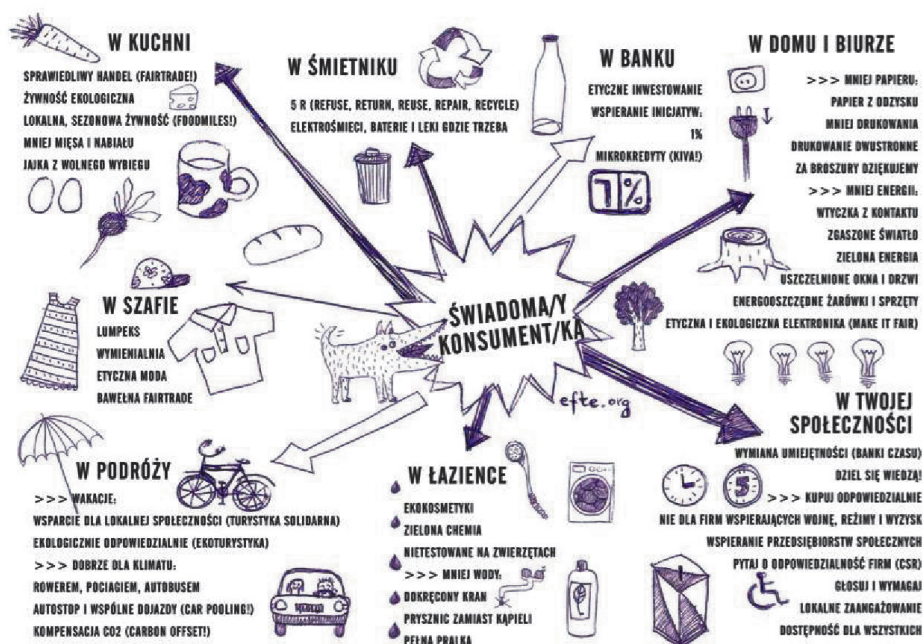 W KUCHNI
SPRAWIEDLIWY HANDEL (FAIRTRADE!)
ŻYWNOŚĆ EKOLOGICZNA
LOKALNA, SEZONOWA ŻYWNOŚĆ (FOODMILES!)
MNIEJ MIĘSA I NABIAŁU
JAJKA Z WOLNEGO WYBIEGU
W ŚMIETNIKU
5 R (REFUSE, RETURN, REUSE, REPAIR, RECYCLE)
ELEKTROŚMIECI, BATERIE I LEKI GDZIE TRZEBA
W BANKU
ETYCZNE INWESTOWANIE
WSPIERANIE INICJATYW:
1%
MIKROKREDYTY (KIVA!)
1%
W DOMU I BIURZE
>>> MNIEJ PAPIERU:
PAPIER Z ODZYSKU
MNIEJ DRUKOWANIA
DRUKOWANIE DWUSTRONNE
ZA BROSZURY DZIĘKUJEMY
>>> MNIEJ ENERGII:
WTYCZKA Z KONTAKTU
ZGASZONE ŚWIATŁO
ZIELONA ENERGIA
USZCZELNIONE OKNA I DRZWI
ENERGOOSZCZĘDNE ŻARÓWKI I SPRZĘTY
ETYCZNA I EKOLOGICZNA ELEKTRONIKA (MAKE IT FAIR)
W SZAFIE
LUMPEKS
WYMIENIALNIA
ETYCZNA MODA
BAWEŁNA FAIRTRADE
ŚWIADOMA/Y
KONSUMENT/KA
efte.org
W TWOJEJ
SPOŁECZNOŚCI
WYMIANA UMIEJĘTNOŚCI (BANKI CZASU)
DZIEL SIĘ WIEDZĄ
>>> KUPUJ ODPOWIEDZIALNIE
NIE DLA FIRM WSPIERAJĄCYCH WOJNĘ, REŻIMY I WYZYSK
WSPIERANIE PRZEDSIĘBIORSTW SPOŁECZNYCH
PYTAJ O ODPOWIEDZIALNOŚĆ FIRM (CSR)
GŁOSUJ I WYMAGAJ
LOKALNE ZAANGAŻOWANIE
DOSTĘPNOŚĆ DLA WSZYSTKICH
5
W PODRÓŻY
>>> WAKACJE:
WSPARCIE DLA LOKALNEJ SPOŁECZNOŚCI (TURYSTYKA SOLIDARNA)
EKOLOGICZNIE ODPOWIEDZIALNIE (EKOTURYSTYKA)
>>> DOBRZE DLA KLIMATU:
ROWEREM, POCIĄGIEM, AUTOBUSEM
AUTOSTOP I WSPÓLNE DOJAZDY (CAR POOLING!)
KOMPENSACJA CO2 (CARBON OFFSET!)
W ŁAZIENCE
EKOKOSMETYKI
ZIELONA CHEMIA
NIETESTOWANE NA ZWIERZĘTACH
>>> MNIEJ WODY:
DOKRĘCONY KRAN
PRYSZNIC ZAMIAST KĄPIELI
PEŁNA PRALKA